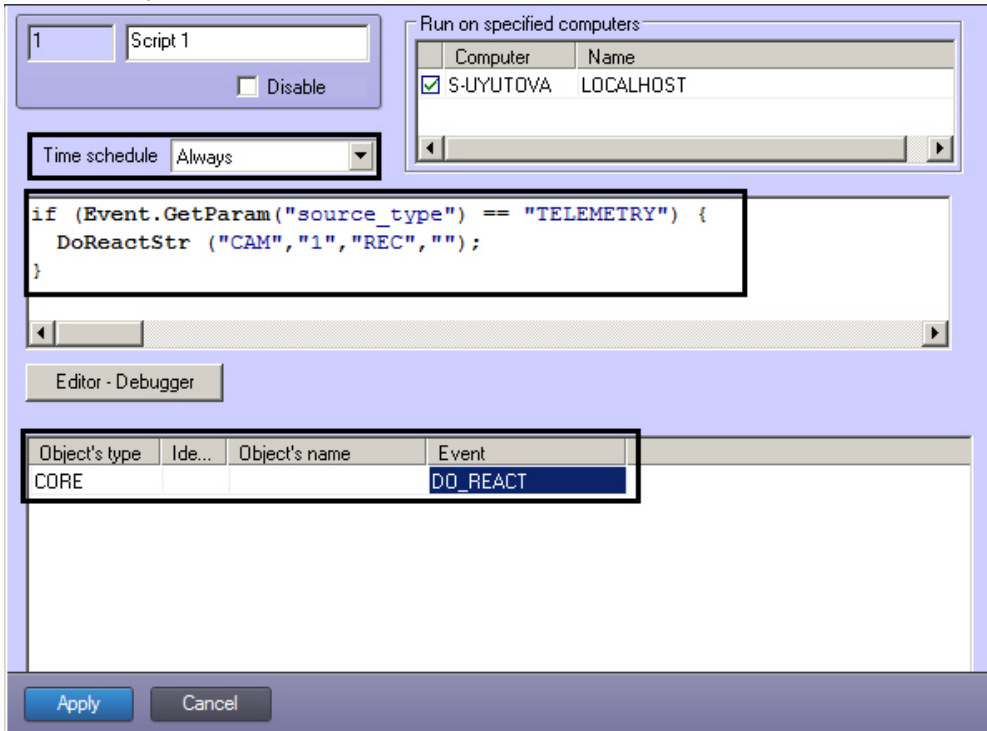 1
Script 1
Disable
Run on specified computers
Computer Name
S-UYUTOVA LOCALHOST
Time schedule Always
if (Event.GetParam("source_type") == "TELEMETRY") {
DoReactStr ("CAM","1","REC","");
}
Editor - Debugger
Object's type Ide... Object's name Event
CORE DO_REACT
Apply Cancel